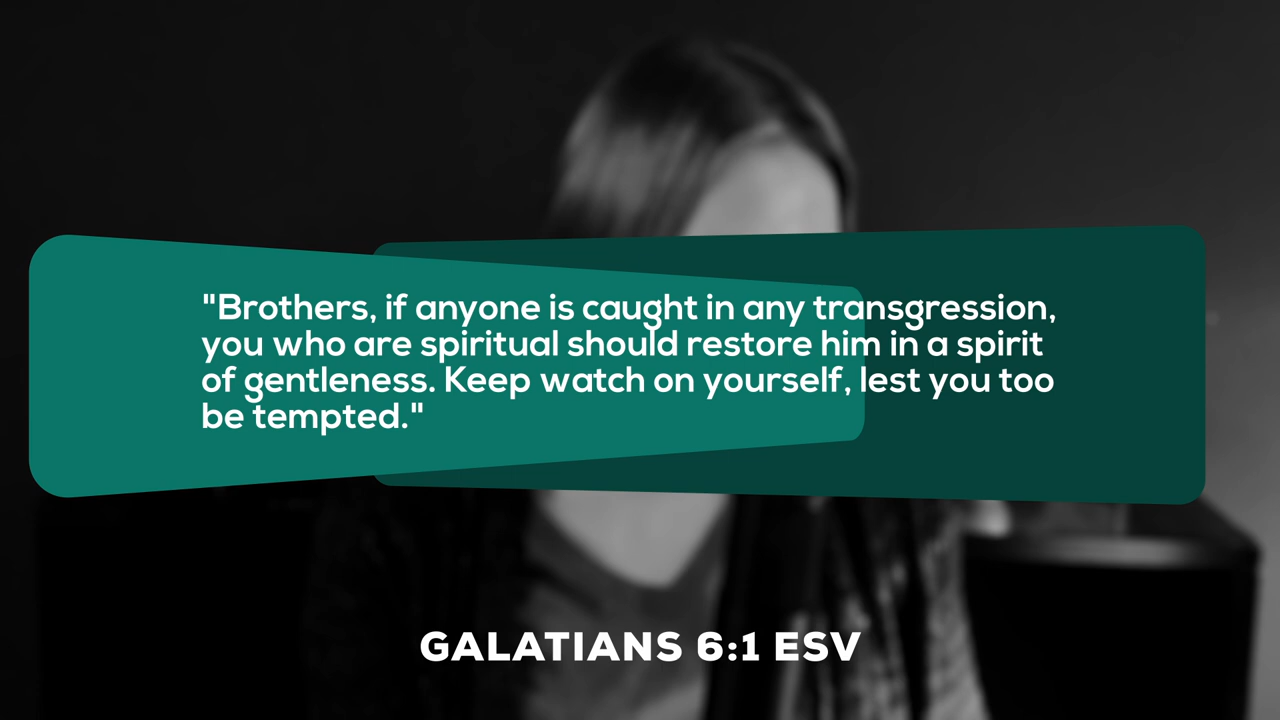 "Brothers, if anyone is caught in any transgression,
you who are spiritual should restore him in a spirit
of gentleness. Keep watch on yourself, lest you too
be tempted."
GALATIANS 6:1 ESV